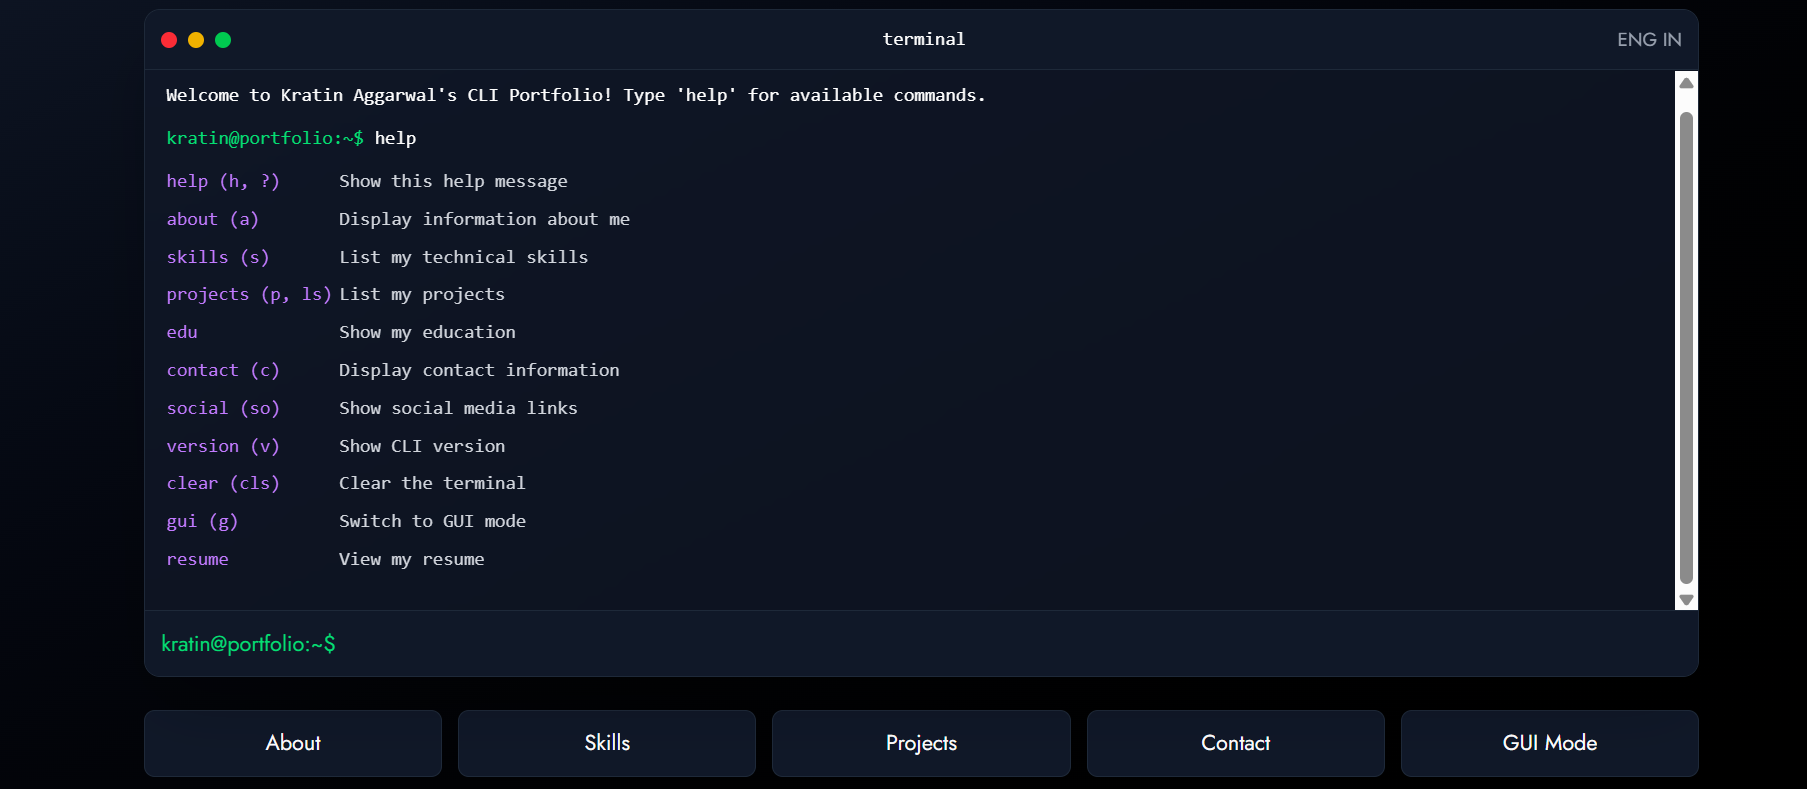 terminal
ENG IN
Welcome to Kratin Aggarwal's CLI Portfolio! Type 'help' for available commands.
kratin@portfolio:~$ help
help (h, ?) Show this help message
about (a) Display information about me
skills (s) List my technical skills
projects (p, ls) List my projects
edu Show my education
contact (c) Display contact information
social (so) Show social media links
version (v) Show CLI version
clear (cls) Clear the terminal
gui (g) Switch to GUI mode
resume View my resume
kratin@portfolio:~$
About
Skills
Projects
Contact
GUI Mode